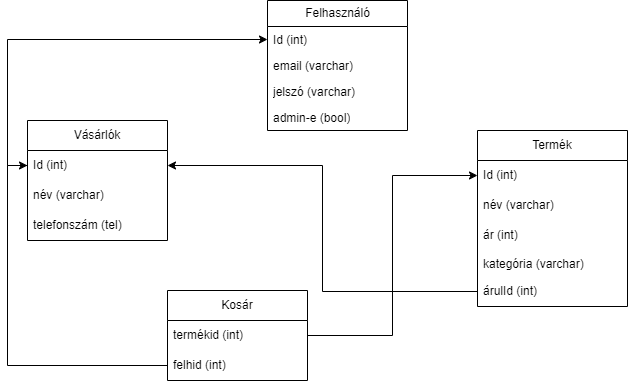 Felhasználó
Id (int)
email (varchar)
jelszó (varchar)
admin-e (bool)
Vásárlók
Id (int)
név (varchar)
telefonszám (tel)
Termék
Id (int)
név (varchar)
ár (int)
kategória (varchar)
árulId (int)
Kosár
termékid (int)
felhid (int)